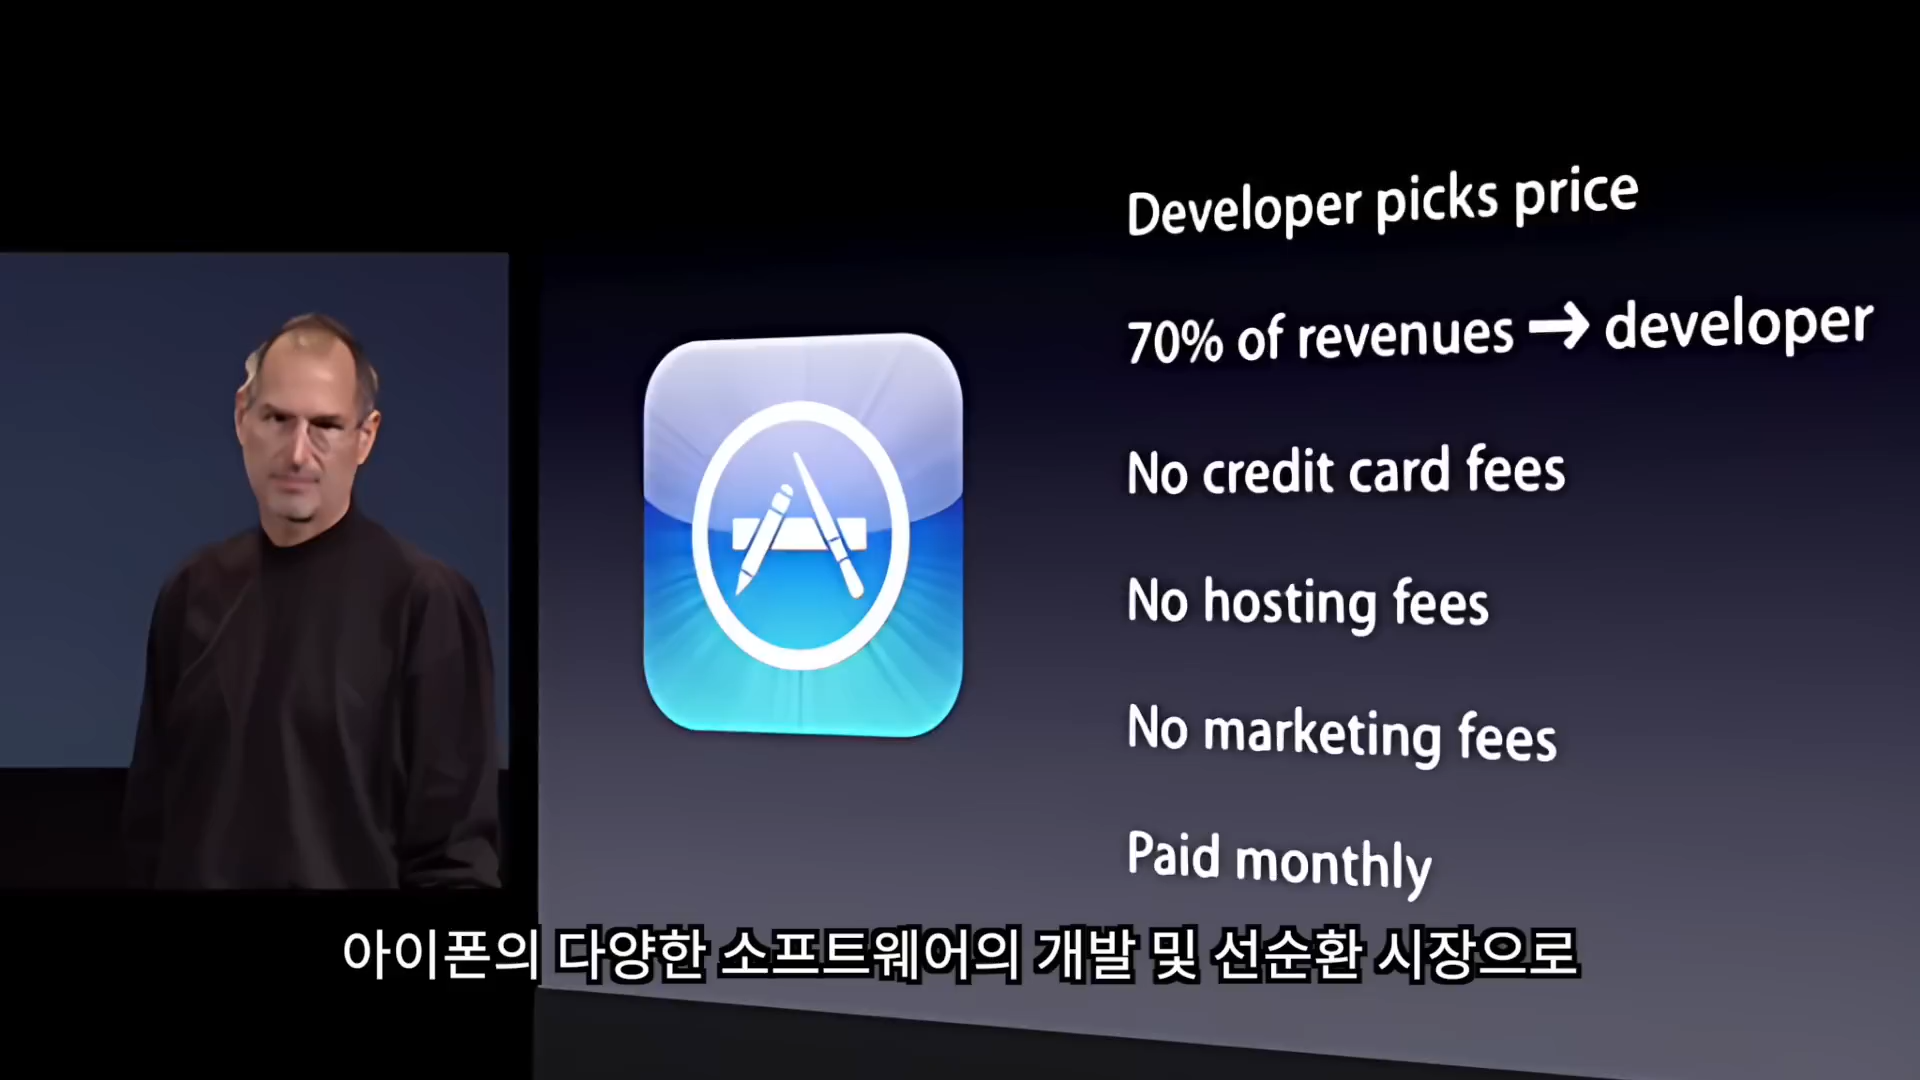 Developer picks price
70% of revenues → developer
No credit card fees
No hosting fees
No marketing fees
Paid monthly
아이폰의 다양한 소프트웨어의 개발 및 선순환 시장으로